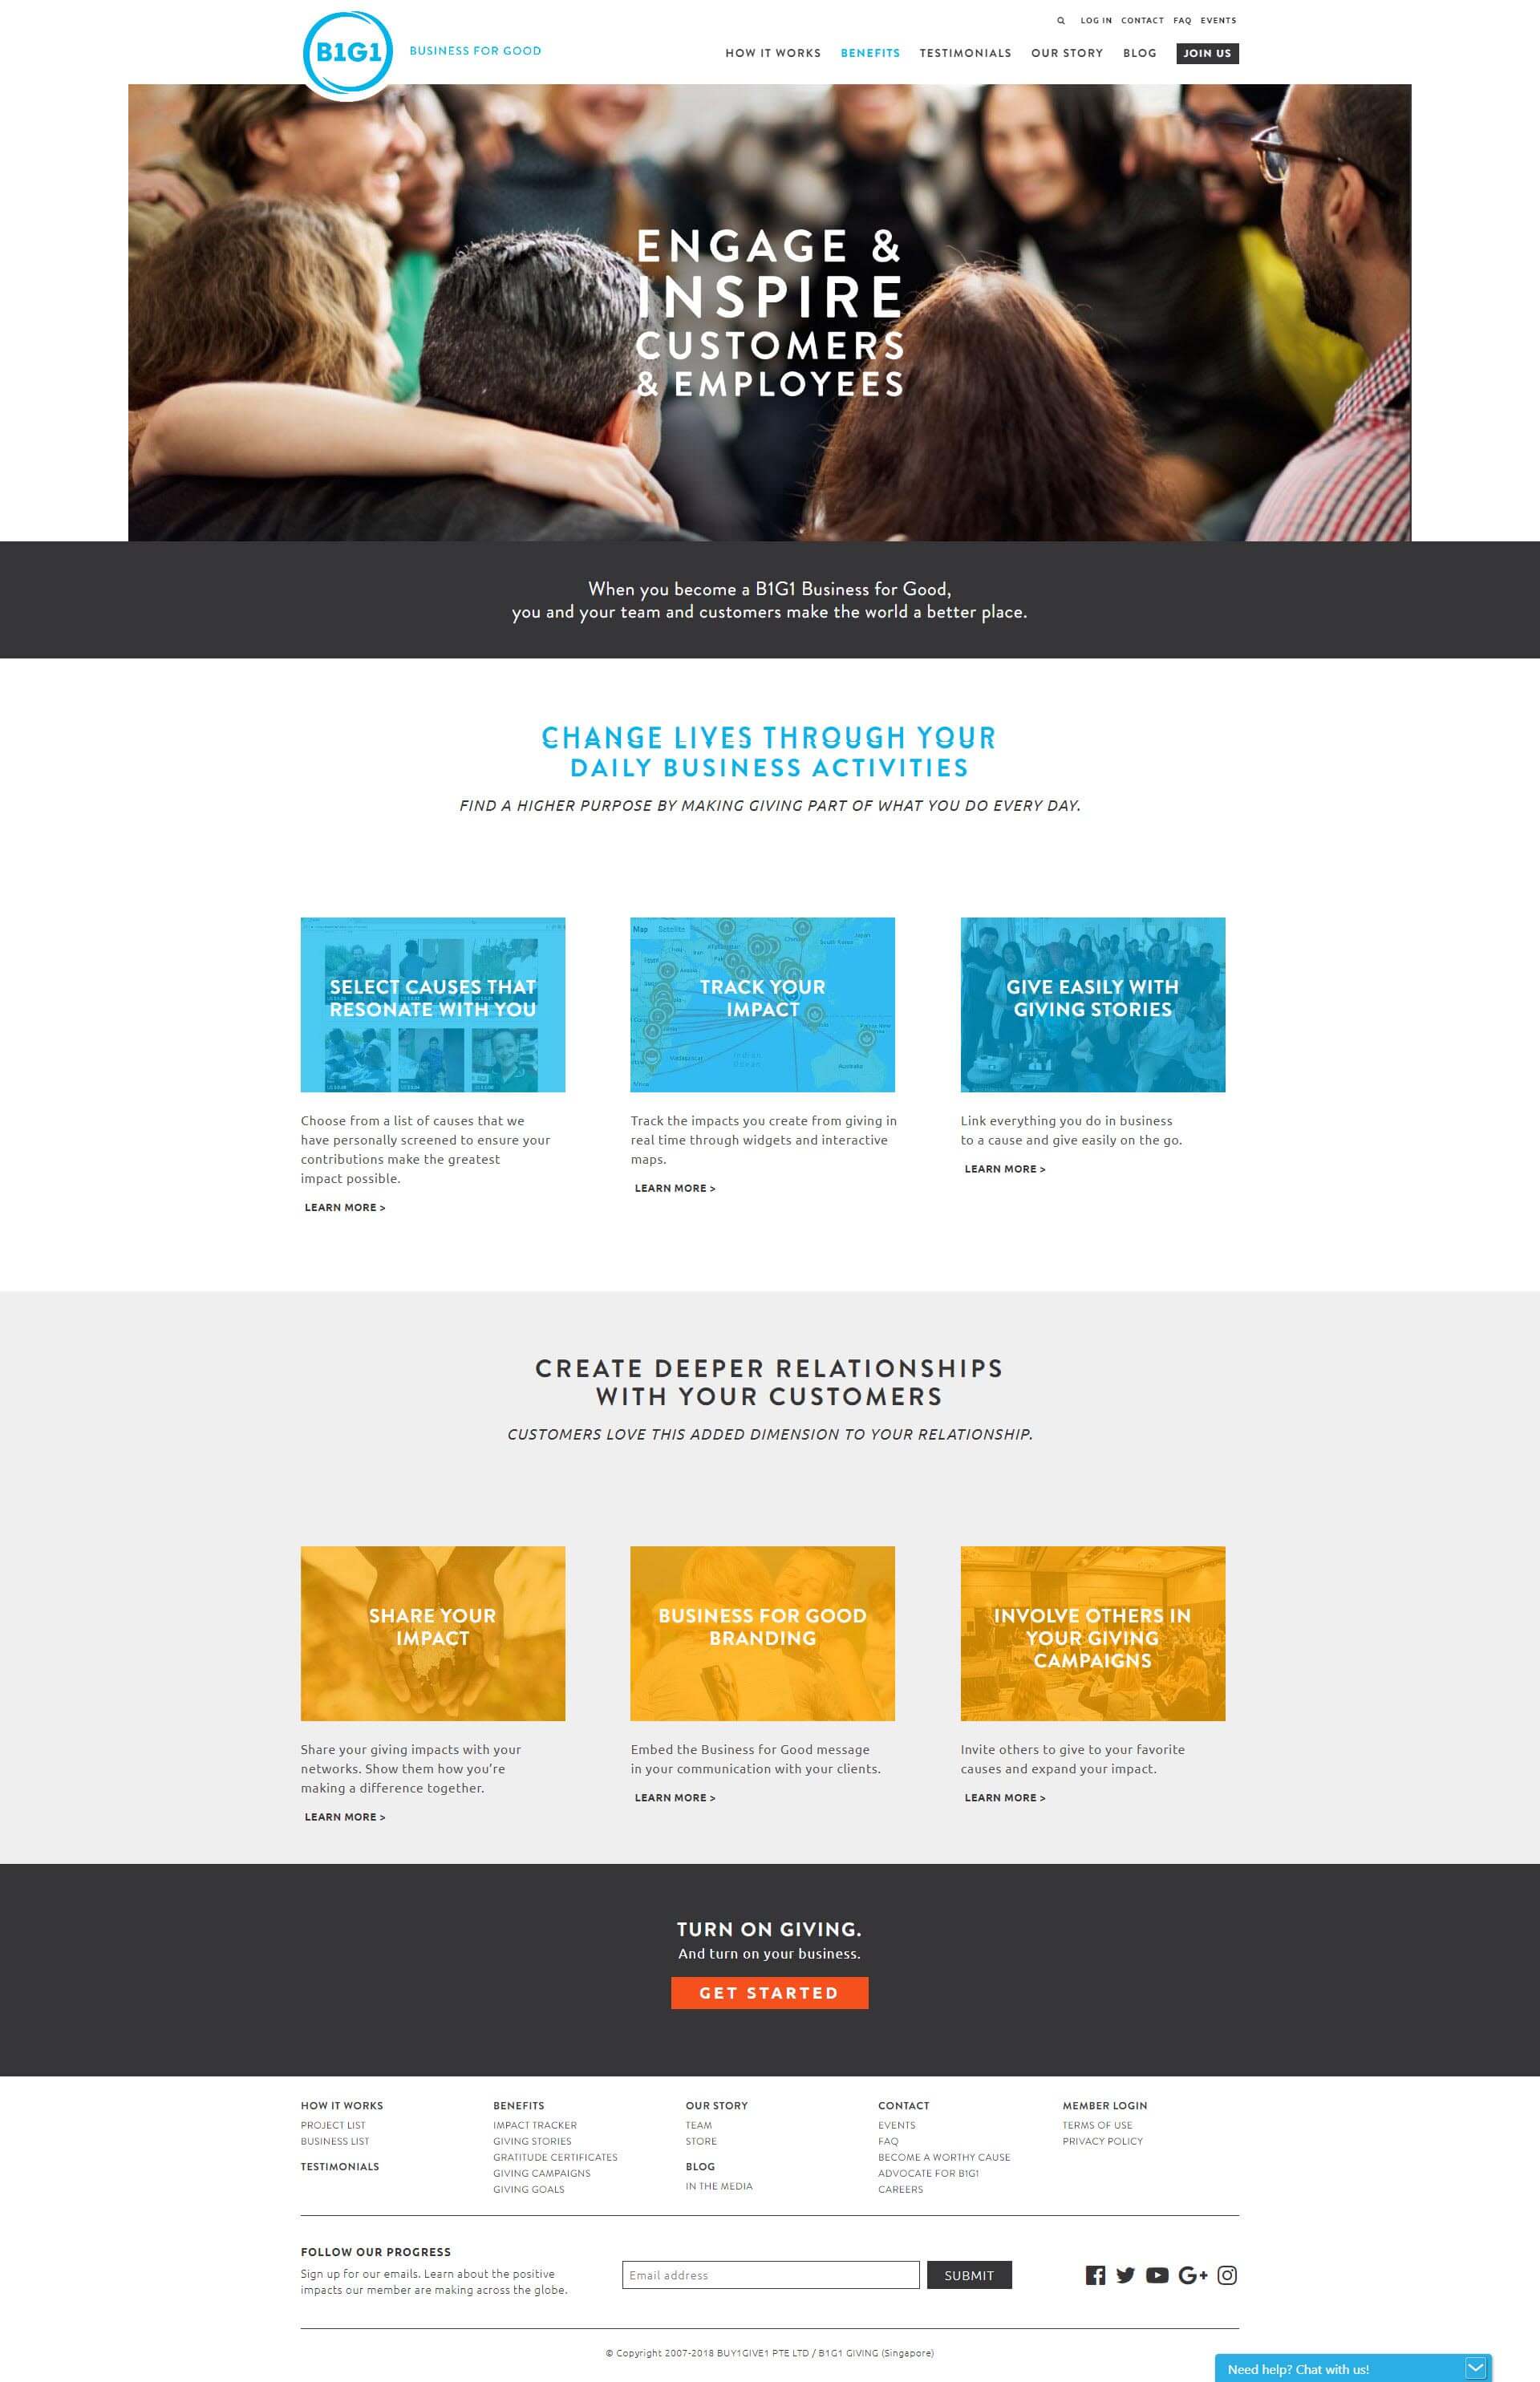 LOG IN CONTACT FAQ EVENTS
B1G1
BUSINESS FOR GOOD
HOW IT WORKS BENEFITS TESTIMONIALS OUR STORY BLOG JOIN US
ENGAGE &
INSPIRE
CUSTOMERS
& EMPLOYEES
When you become a B1G1 Business for Good,
you and your team and customers make the world a better place.
CHANGE LIVES THROUGH YOUR
DAILY BUSINESS ACTIVITIES
FIND A HIGHER PURPOSE BY MAKING GIVING PART OF WHAT YOU DO EVERY DAY.
SELECT CAUSES THAT
RESONATE WITH YOU
Choose from a list of causes that we
have personally screened to ensure your
contributions make the greatest
impact possible.
LEARN MORE >
Map Satellite
TRACK YOUR
IMPACT
Track the impacts you create from giving in
real time through widgets and interactive
maps.
LEARN MORE >
GIVE EASILY WITH
GIVING STORIES
Link everything you do in business
to a cause and give easily on the go.
LEARN MORE >
CREATE DEEPER RELATIONSHIPS
WITH YOUR CUSTOMERS
CUSTOMERS LOVE THIS ADDED DIMENSION TO YOUR RELATIONSHIP.
SHARE YOUR
IMPACT
Share your giving impacts with your
networks. Show them how you're
making a difference together.
LEARN MORE >
BUSINESS FOR GOOD
BRANDING
Embed the Business for Good message
in your communication with your clients.
LEARN MORE >
INVOLVE OTHERS IN
YOUR GIVING
CAMPAIGNS
Invite others to give to your favorite
causes and expand your impact.
LEARN MORE >
TURN ON GIVING.
And turn on your business.
GET STARTED
HOW IT WORKS
PROJECT LIST
BUSINESS LIST
TESTIMONIALS
BENEFITS
IMPACT TRACKER
GIVING STORIES
GRATITUDE CERTIFICATES
GIVING CAMPAIGNS
GIVING GOALS
OUR STORY
TEAM
STORE
BLOG
IN THE MEDIA
CONTACT
EVENTS
FAQ
BECOME A WORTHY CAUSE
ADVOCATE FOR B1G1
CAREERS
MEMBER LOGIN
TERMS OF USE
PRIVACY POLICY
FOLLOW OUR PROGRESS
Sign up for our emails. Learn about the positive
impacts our member are making across the globe.
Email address
SUBMIT
© Copyright 2007-2018 BUY1GIVE1 PTE LTD / B1G1 GIVING (Singapore)
Need help? Chat with us!